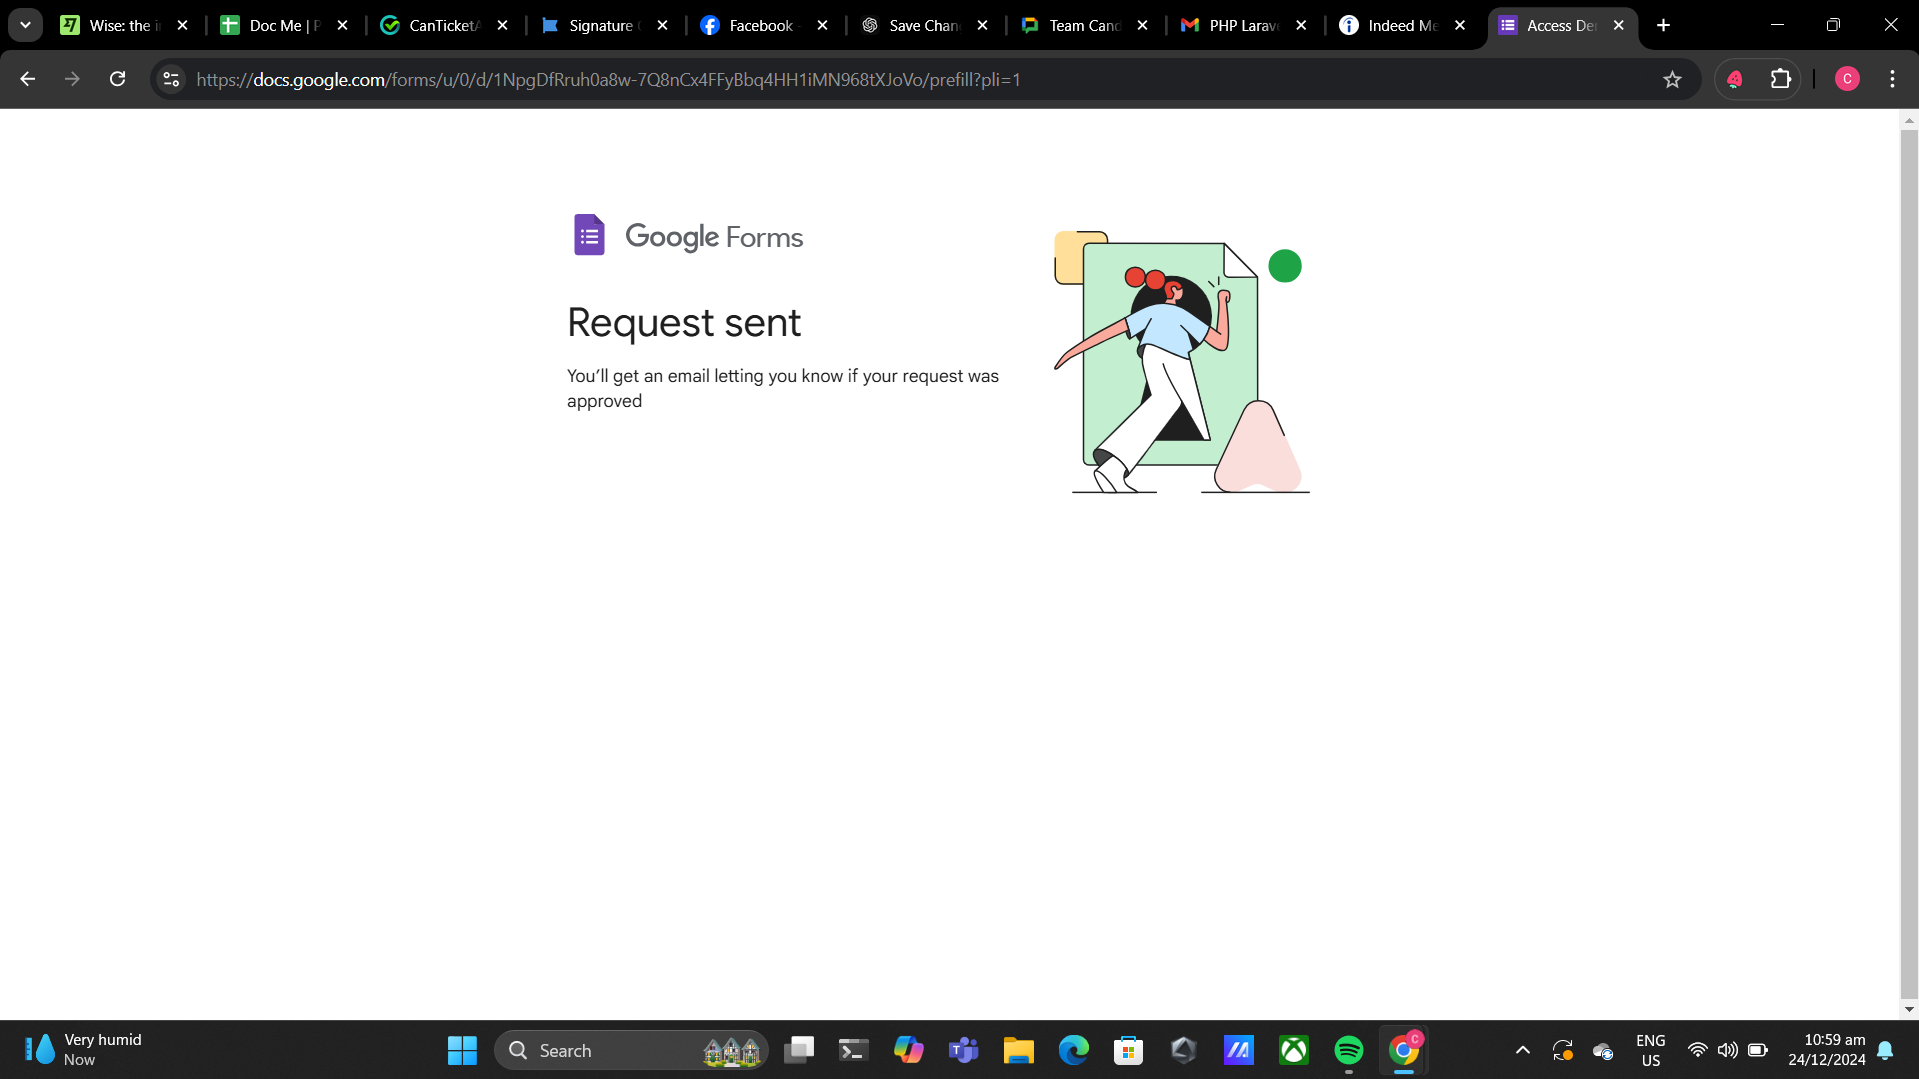 Wise: the i
Doc Me | P
CanTicketA
Signature
Facebook
Save Chan
Team Cand
PHP Larave
Indeed Me
Access Der
https://docs.google.com/forms/u/0/d/1NpgDfRruh0a8w-7Q8nCx4FFyBbq4HH1iMN968tXJoVo/prefill?pli=1
C
Google Forms
Request sent
You’ll get an email letting you know if your request was
approved
Very humid
Now
Search
C
ENG
US
10:59 am
24/12/2024